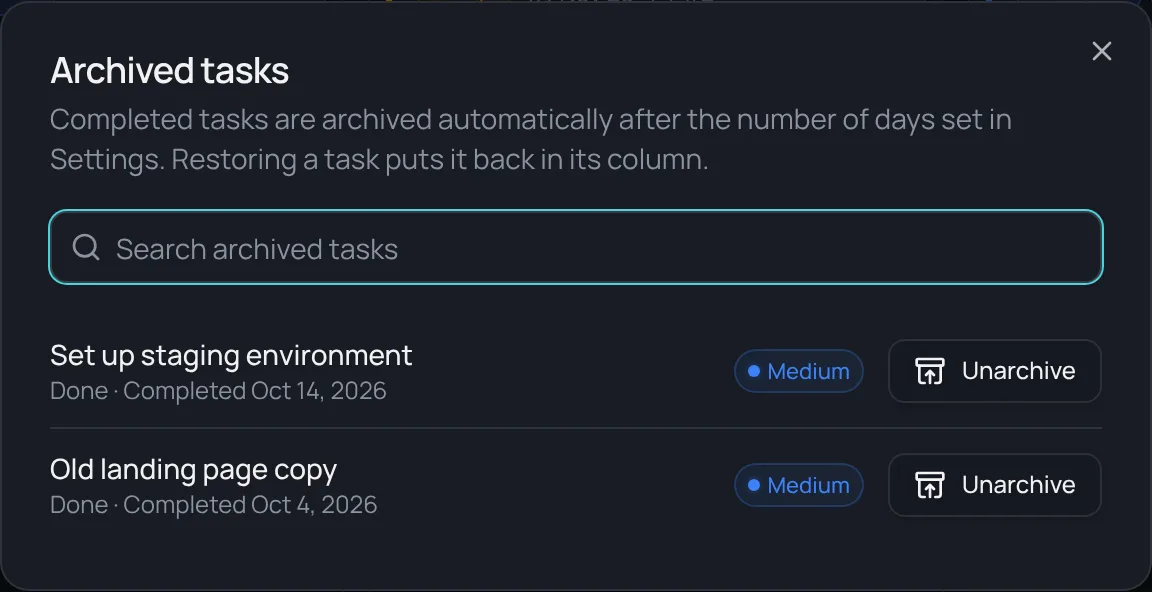 Archived tasks
Completed tasks are archived automatically after the number of days set in
Settings. Restoring a task puts it back in its column.
Search archived tasks
Set up staging environment
Medium
Unarchive
Done · Completed Oct 14, 2026
Old landing page copy
Medium
Unarchive
Done · Completed Oct 4, 2026